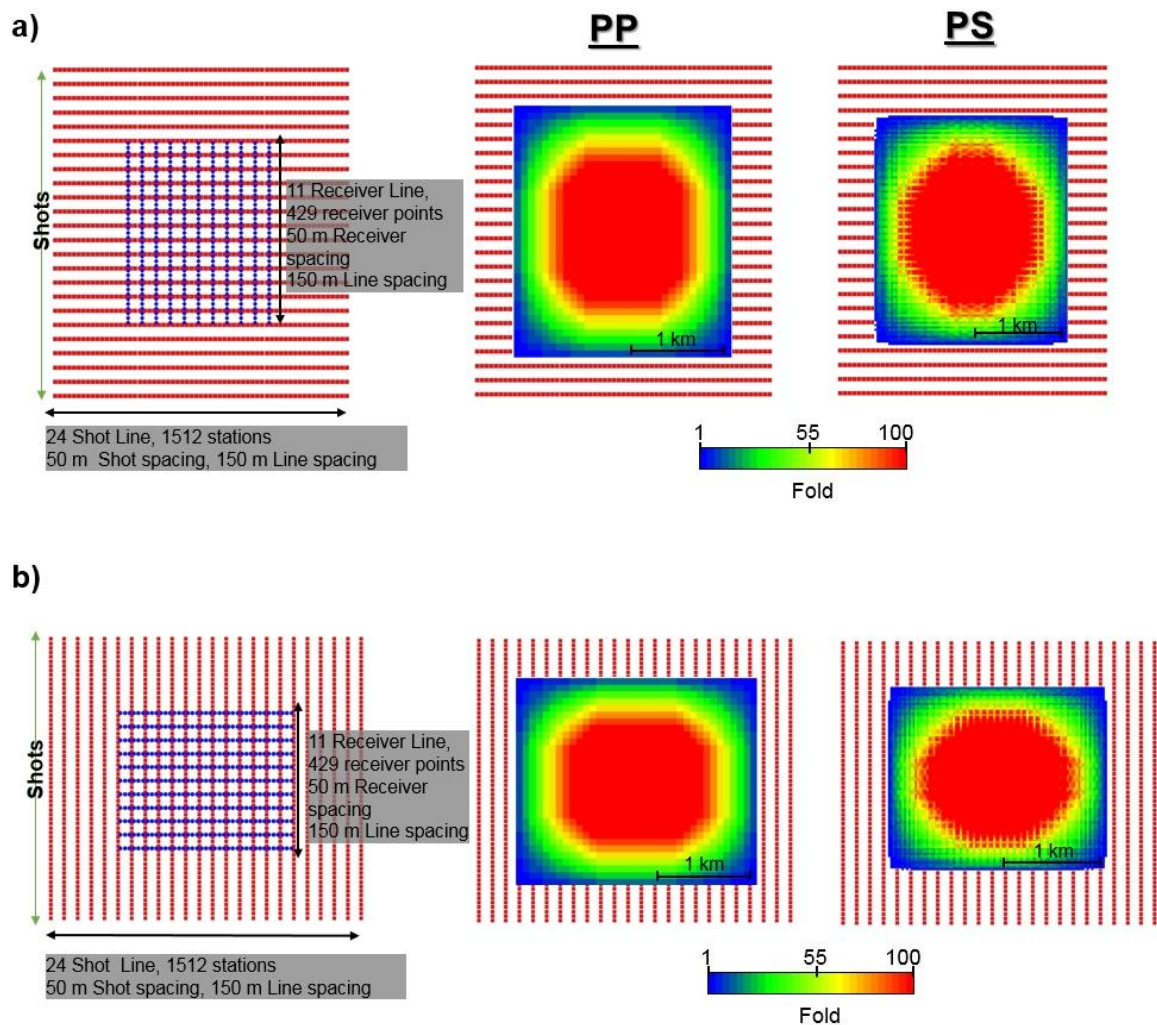 a)
PP
PS
Shots
11 Receiver Line,
429 receiver points
50 m Receiver
spacing
150 m Line spacing
1 km
1 km
24 Shot Line, 1512 stations
50 m  Shot spacing, 150 m Line spacing
1 55 100
Fold
b)
Shots
11 Receiver Line,
429 receiver points
50 m Receiver
spacing
150 m Line spacing
1 km
1 km
24 Shot  Line, 1512 stations
50 m Shot spacing, 150 m Line spacing
1 55 100
Fold